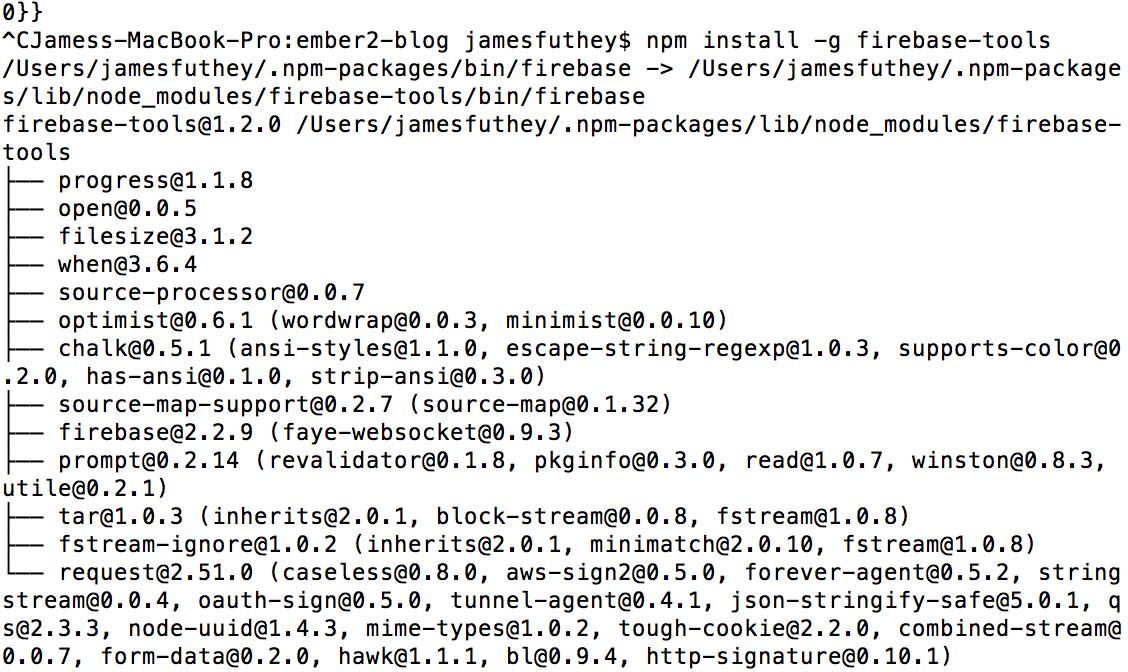 0}}
^CJamess-MacBook-Pro:ember2-blog jamesfuthey$ npm install -g firebase-tools
/Users/jamesfuthey/.npm-packages/bin/firebase -> /Users/jamesfuthey/.npm-package
s/lib/node_modules/firebase-tools/bin/firebase
firebase-tools@1.2.0 /Users/jamesfuthey/.npm-packages/lib/node_modules/firebase-
tools
├── progress@1.1.8
├── open@0.0.5
├── filesize@3.1.2
├── when@3.6.4
├── source-processor@0.0.7
├── optimist@0.6.1 (wordwrap@0.0.3, minimist@0.0.10)
├── chalk@0.5.1 (ansi-styles@1.1.0, escape-string-regexp@1.0.3, supports-color@0
.2.0, has-ansi@0.1.0, strip-ansi@0.3.0)
├── source-map-support@0.2.7 (source-map@0.1.32)
├── firebase@2.2.9 (faye-websocket@0.9.3)
├── prompt@0.2.14 (revalidator@0.1.8, pkginfo@0.3.0, read@1.0.7, winston@0.8.3,
utile@0.2.1)
├── tar@1.0.3 (inherits@2.0.1, block-stream@0.0.8, fstream@1.0.8)
├── fstream-ignore@1.0.2 (inherits@2.0.1, minimatch@2.0.10, fstream@1.0.8)
└── request@2.51.0 (caseless@0.8.0, aws-sign2@0.5.0, forever-agent@0.5.2, string
stream@0.0.4, oauth-sign@0.5.0, tunnel-agent@0.4.1, json-stringify-safe@5.0.1, q
s@2.3.3, node-uuid@1.4.3, mime-types@1.0.2, tough-cookie@2.2.0, combined-stream@
0.0.7, form-data@0.2.0, hawk@1.1.1, bl@0.9.4, http-signature@0.10.1)